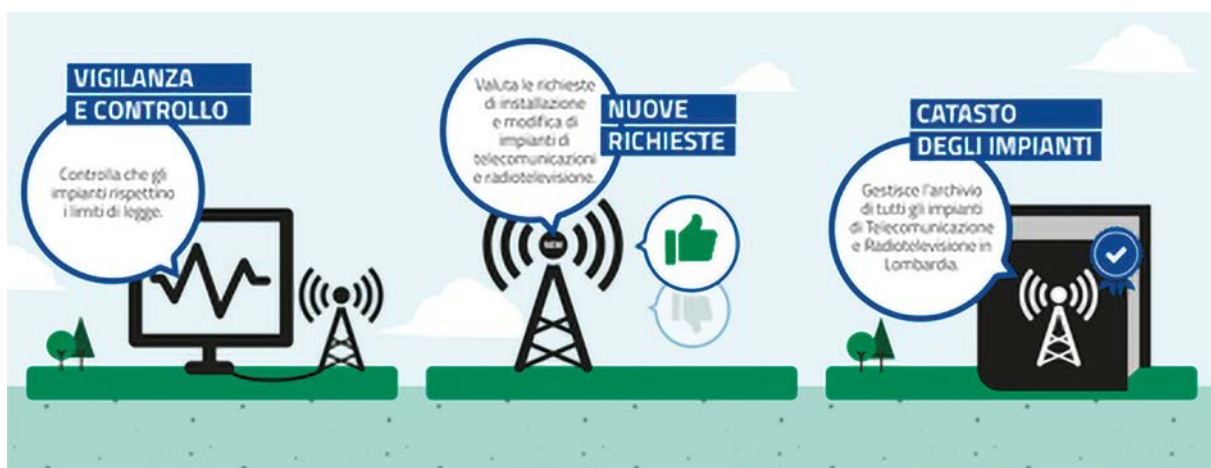 VIGILANZA
E CONTROLLO
Controlla che gli
impianti rispettino
i limiti di legge.
Valuta le richieste
di installazione
e modifica di
impianti di
telecomunicazioni
e radiotelevisione.
NUOVE
RICHIESTE
NEW
CATASTO
DEGLI IMPIANTI
Gestisce l'archivio
di tutti gli impianti
di Telecomunicazione
e Radiotelevisione in
Lombardia.